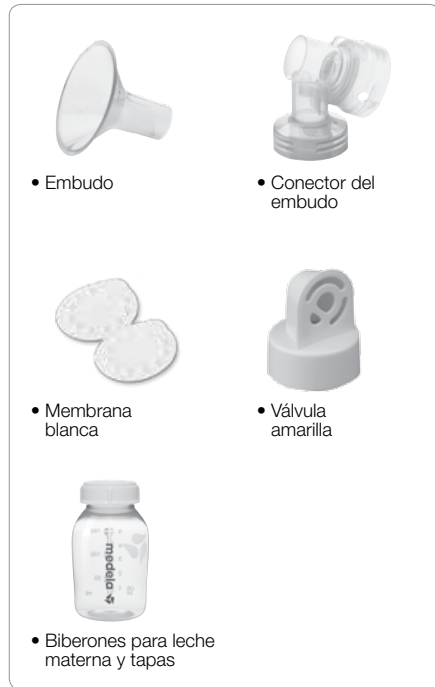 • Embudo
• Conector del
embudo
• Membrana
blanca
• Válvula
amarilla
medela
• Biberones para leche
materna y tapas